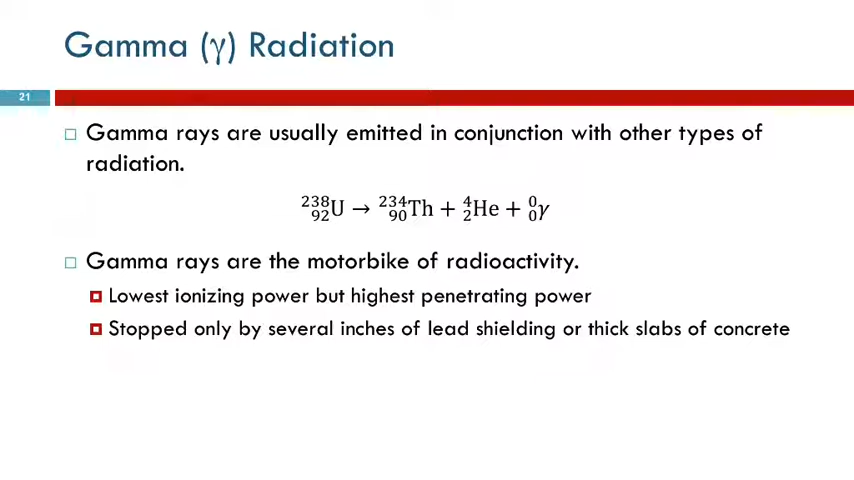 Gamma (γ) Radiation
21
Gamma rays are usually emitted in conjunction with other types of
radiation.
²³⁸₉₂U → ²³⁴₉₀Th + ⁴₂He + ⁰₀γ
Gamma rays are the motorbike of radioactivity.
Lowest ionizing power but highest penetrating power
Stopped only by several inches of lead shielding or thick slabs of concrete